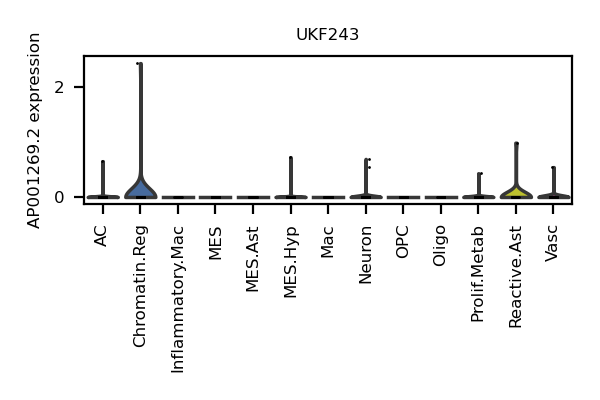 UKF243
AP001269.2 expression
2
0
AC
Chromatin.Reg
Inflammatory.Mac
MES
MES.Ast
MES.Hyp
Mac
Neuron
OPC
Oligo
Prolif.Metab
Reactive.Ast
Vasc